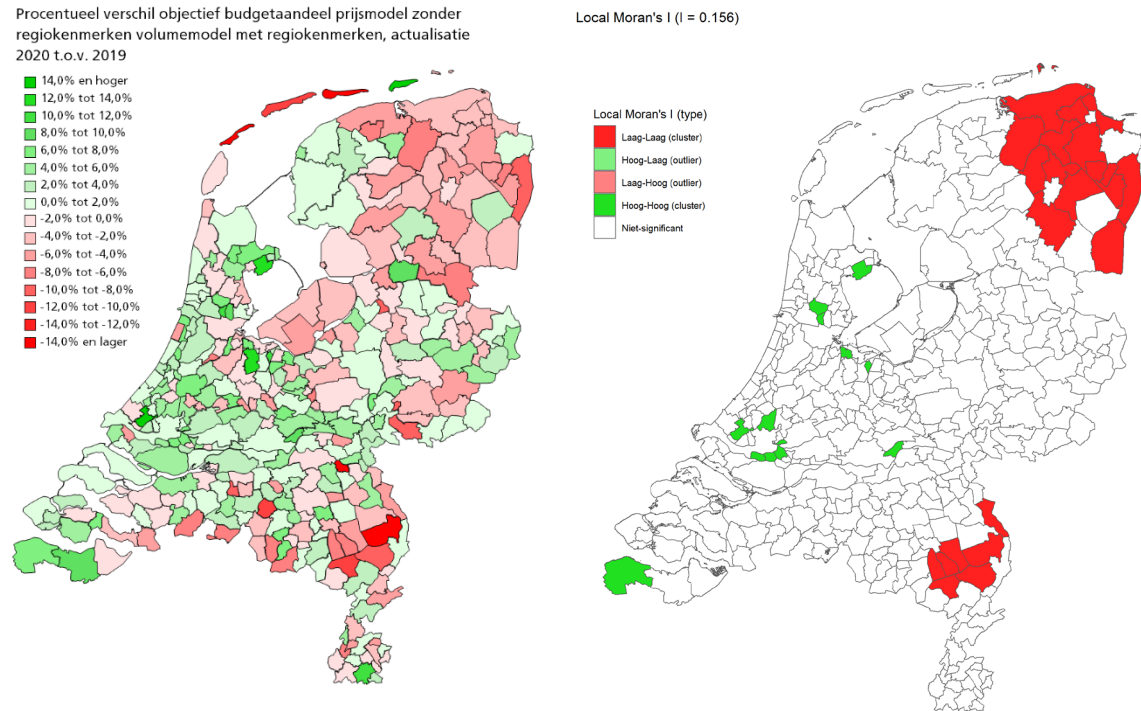 Procentueel verschil objectief budgetaandeel prijsmodel zonder
regiokenmerken volumemodel met regiokenmerken, actualisatie
2020 t.o.v. 2019
14,0% en hoger
12,0% tot 14,0%
10,0% tot 12,0%
8,0% tot 10,0%
6,0% tot 8,0%
4,0% tot 6,0%
2,0% tot 4,0%
0,0% tot 2,0%
-2,0% tot 0,0%
-4,0% tot -2,0%
-6,0% tot -4,0%
-8,0% tot -6,0%
-10,0% tot -8,0%
-12,0% tot -10,0%
-14,0% tot -12,0%
-14,0% en lager
Local Moran's I (I = 0.156)
Local Moran's I (type)
Laag-Laag (cluster)
Hoog-Laag (outlier)
Laag-Hoog (outlier)
Hoog-Hoog (cluster)
Niet-significant